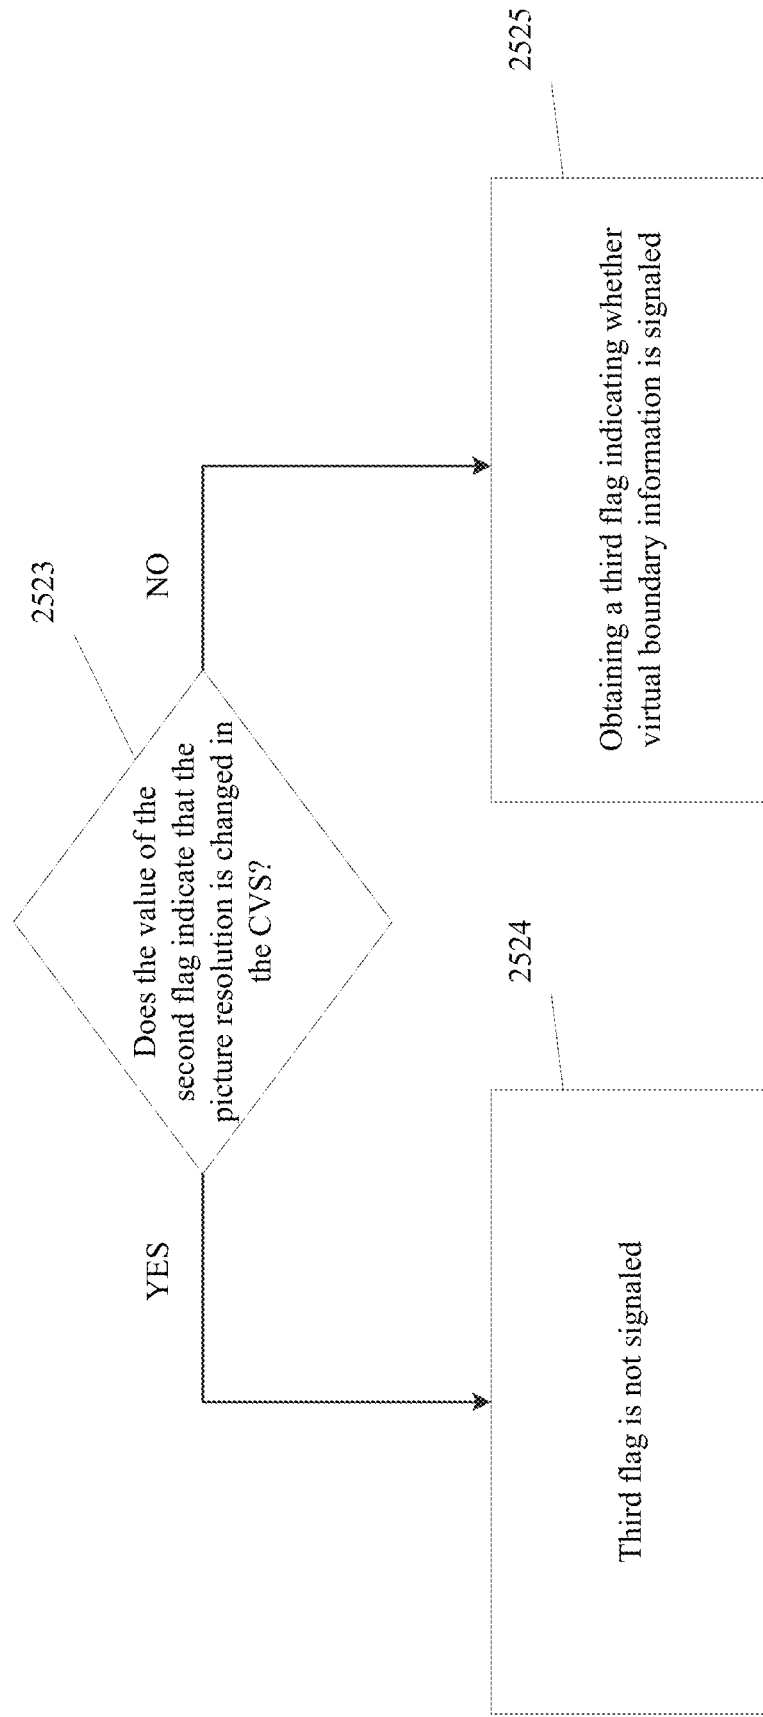 2523
Does the value of the
second flag indicate that the
picture resolution is changed in
the CVS?
YES
NO
2524
Third flag is not signaled
2525
Obtaining a third flag indicating whether
virtual boundary information is signaled